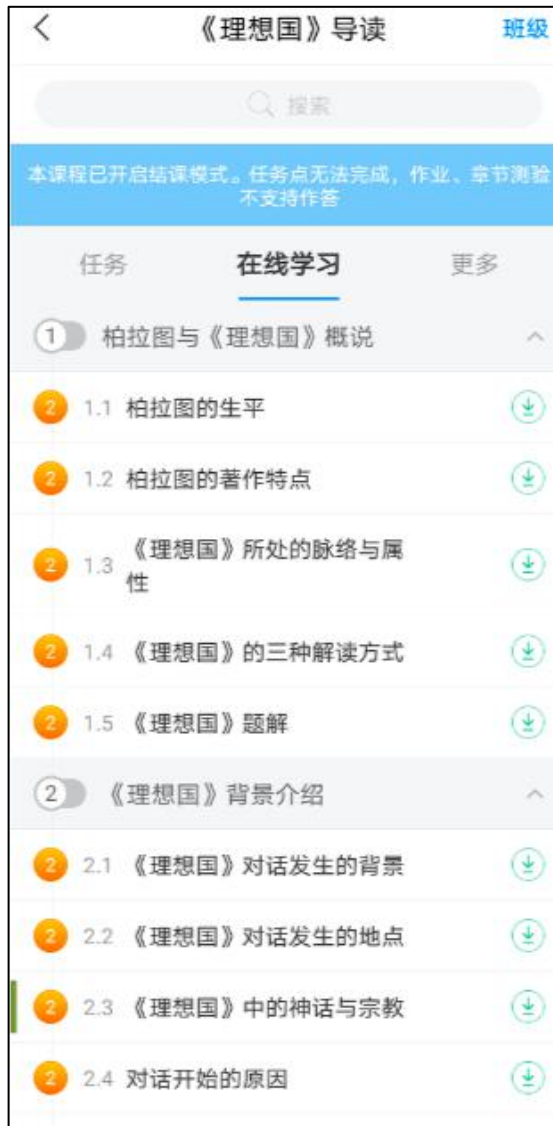 《理想国》导读 班级
搜索
本课程已开启结课模式。任务点无法完成，作业、章节测验
不支持作答
任务 在线学习 更多
1 柏拉图与《理想国》概说
2 1.1 柏拉图的生平
2 1.2 柏拉图的著作特点
2 1.3 《理想国》所处的脉络与属
性
2 1.4 《理想国》的三种解读方式
2 1.5 《理想国》题解
2 《理想国》背景介绍
2 2.1 《理想国》对话发生的背景
2 2.2 《理想国》对话发生的地点
2 2.3 《理想国》中的神话与宗教
2 2.4 对话开始的原因